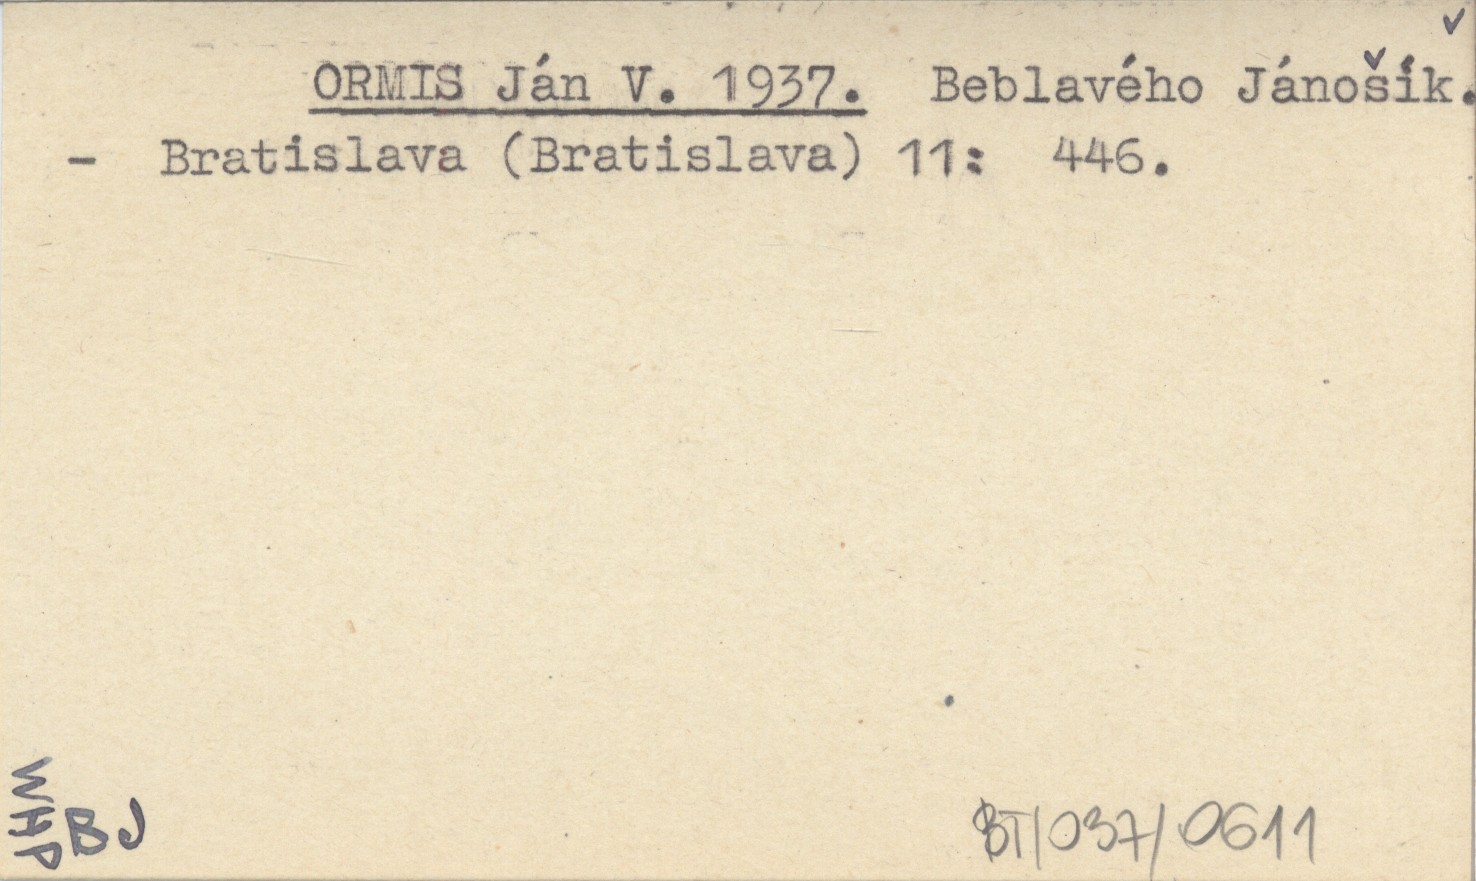 ORMIS Ján V. 1937. Beblavého Jánošík.
- Bratislava (Bratislava) 11: 446.
BJ
BT/037/0611